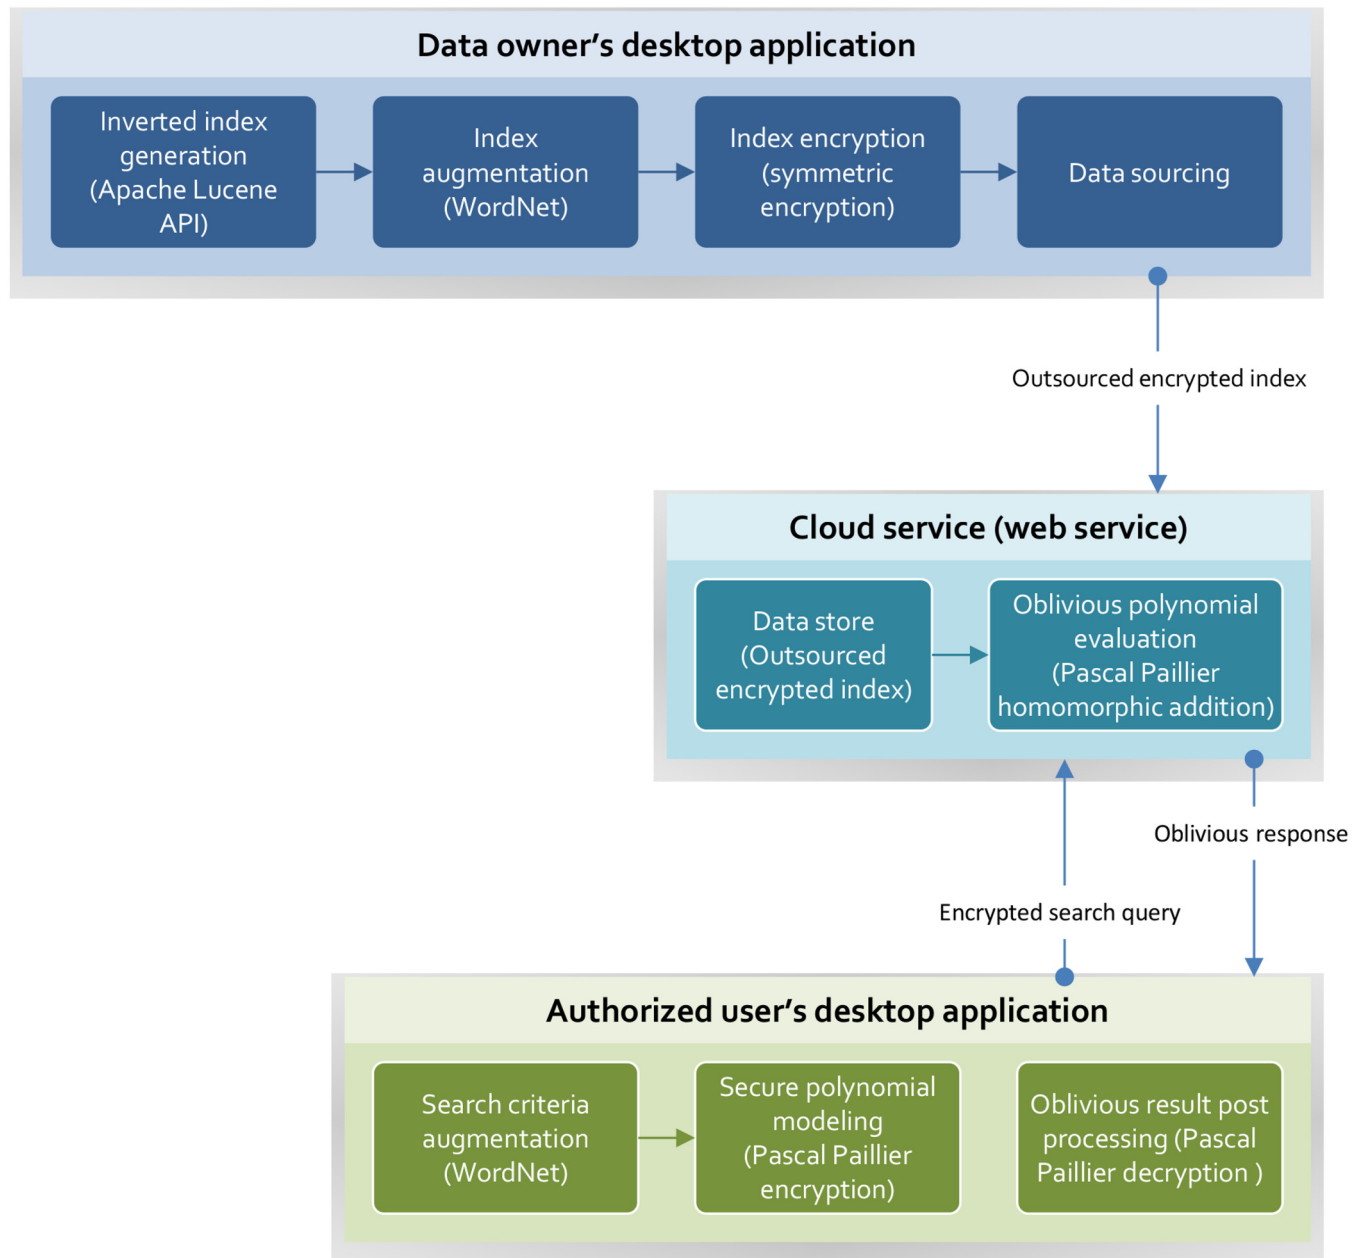 Data owner's desktop application
Inverted index
generation
(Apache Lucene
API)
Index
augmentation
(WordNet)
Index encryption
(symmetric
encryption)
Data sourcing
Outsourced encrypted index
Cloud service (web service)
Data store
(Outsourced
encrypted index)
Oblivious polynomial
evaluation
(Pascal Paillier
homomorphic addition)
Oblivious response
Encrypted search query
Authorized user's desktop application
Search criteria
augmentation
(WordNet)
Secure polynomial
modeling
(Pascal Paillier
encryption)
Oblivious result post
processing (Pascal
Paillier decryption )